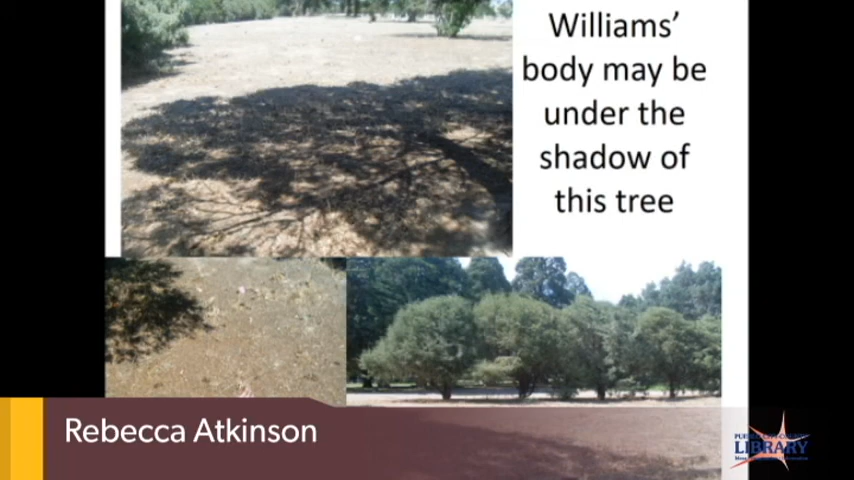 Williams’
body may be
under the
shadow of
this tree
Rebecca Atkinson
LIBRARY